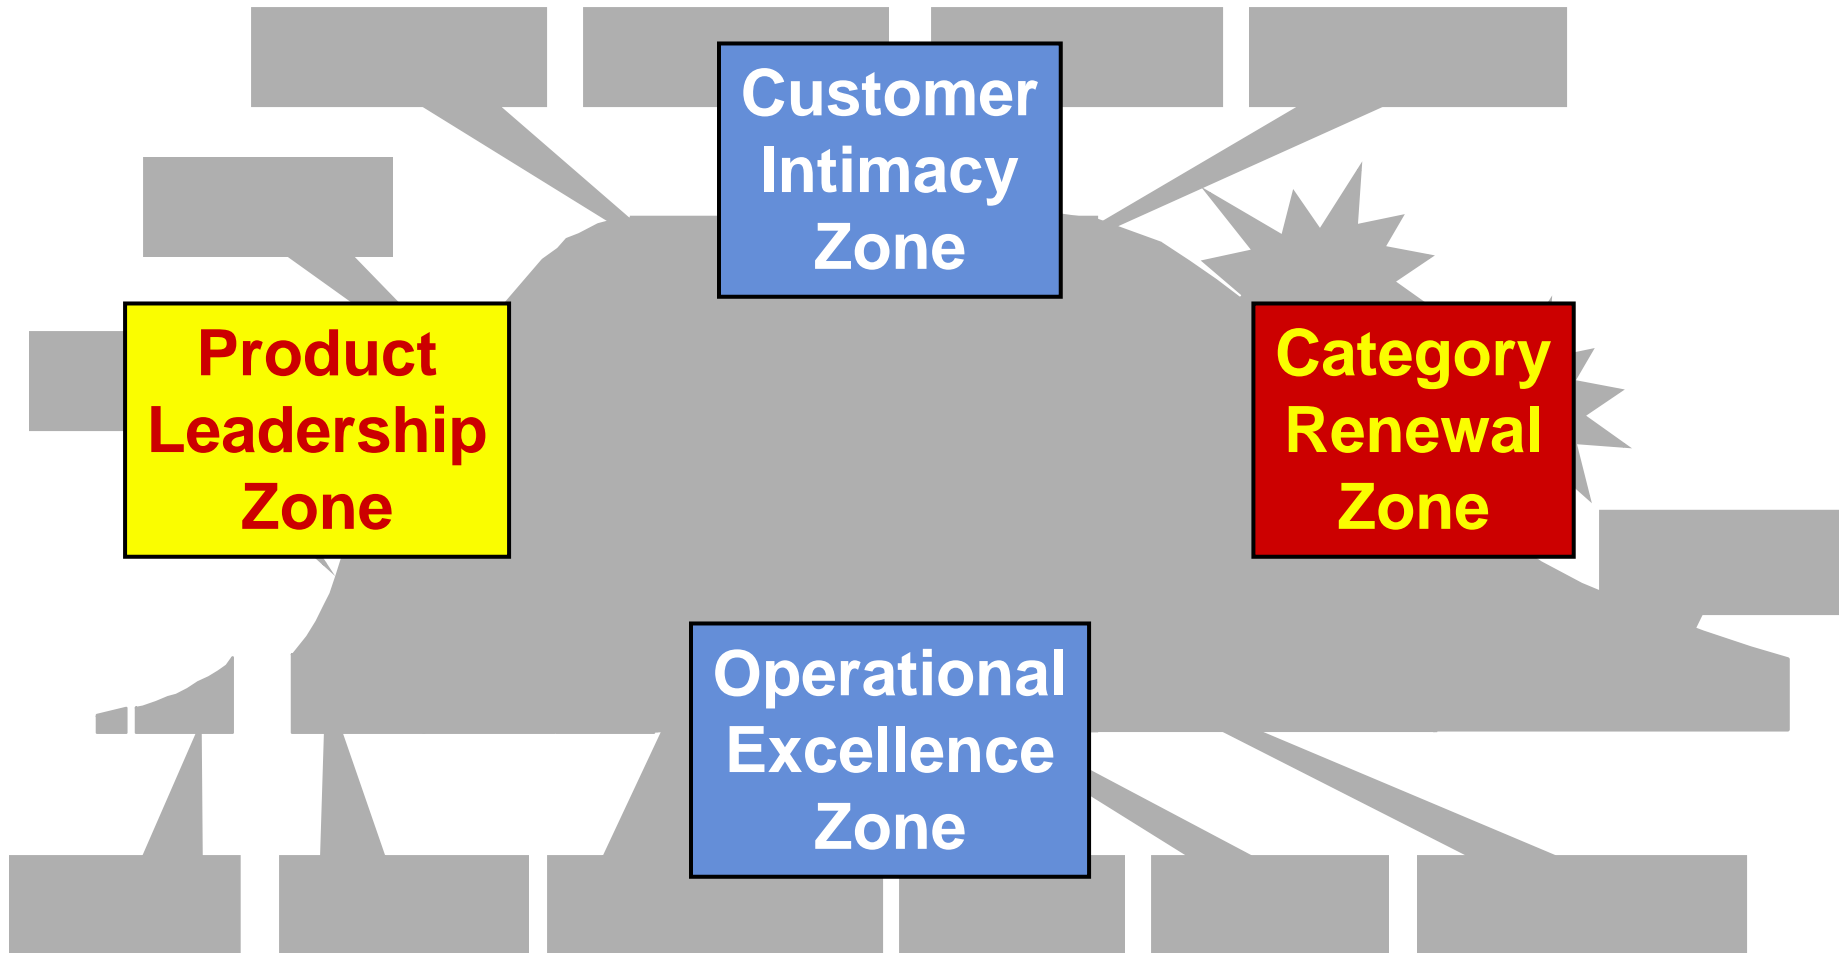 Customer
Intimacy
Zone
Product
Leadership
Zone
Category
Renewal
Zone
Operational
Excellence
Zone